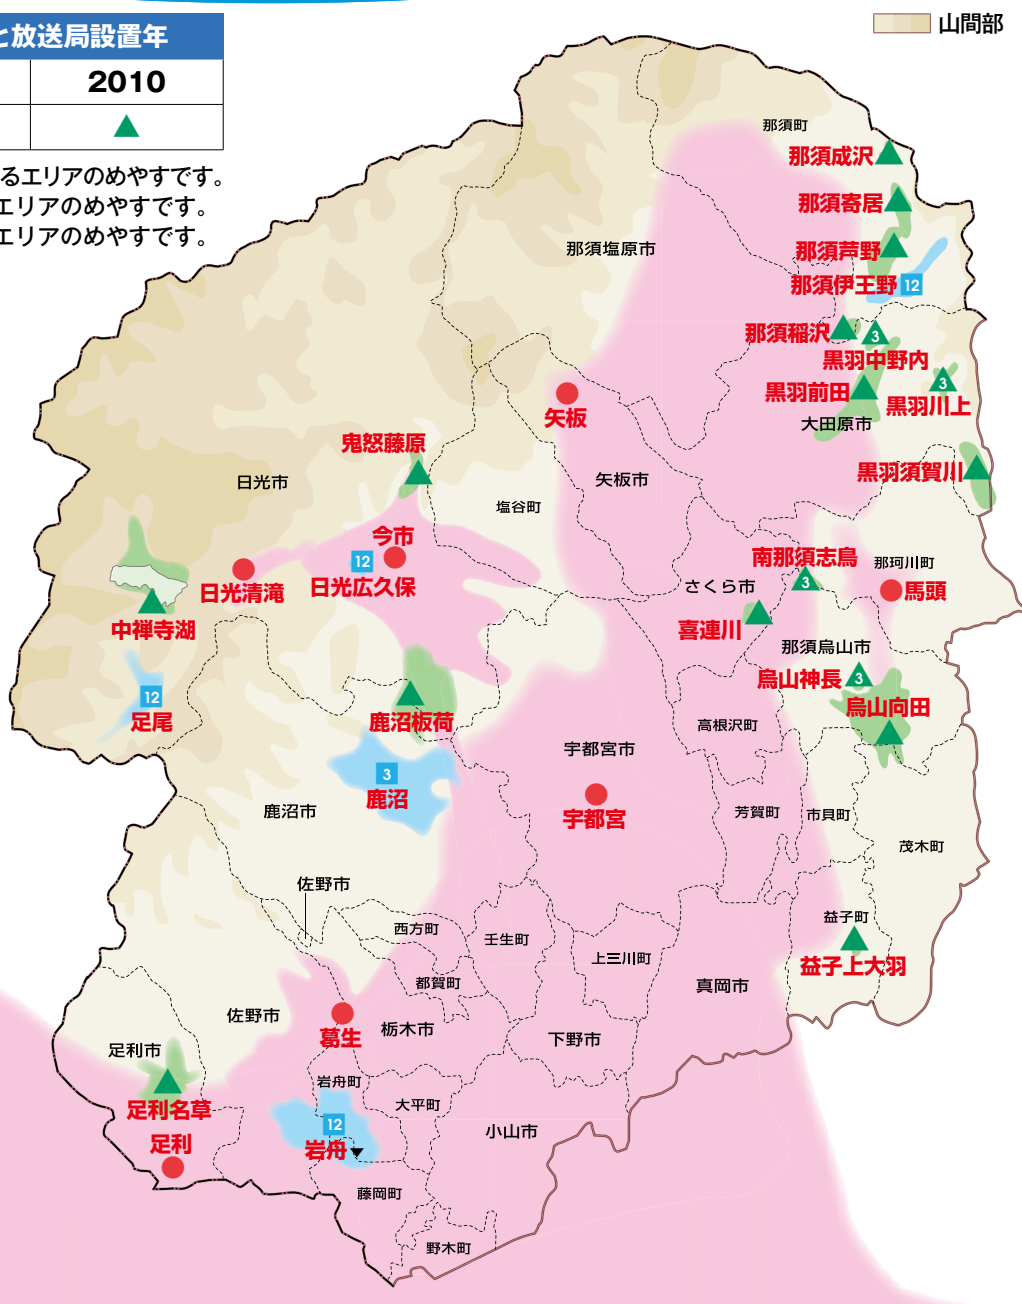 と放送局設置年
2010
るエリアのめやすです。
エリアのめやすです。
エリアのめやすです。
山間部
那須町
那須成沢
那須寄居
那須塩原市
那須芦野
那須伊王野
12
那須稲沢
3
黒羽中野内
黒羽前田
3
黒羽川上
大田原市
矢板
鬼怒藤原
日光市
矢板市
黒羽須賀川
塩谷町
今市
12
日光広久保
日光清滝
南那須志鳥
3
那珂川町
さくら市
馬頭
中禅寺湖
喜連川
那須烏山市
烏山神長
3
12
足尾
鹿沼板荷
烏山向田
高根沢町
宇都宮市
3
鹿沼
宇都宮
鹿沼市
芳賀町
市貝町
茂木町
佐野市
西方町
壬生町
益子町
上三川町
益子上大羽
都賀町
真岡市
佐野市
葛生
栃木市
下野市
足利市
岩舟町
足利名草
大平町
12
岩舟
小山市
足利
藤岡町
野木町